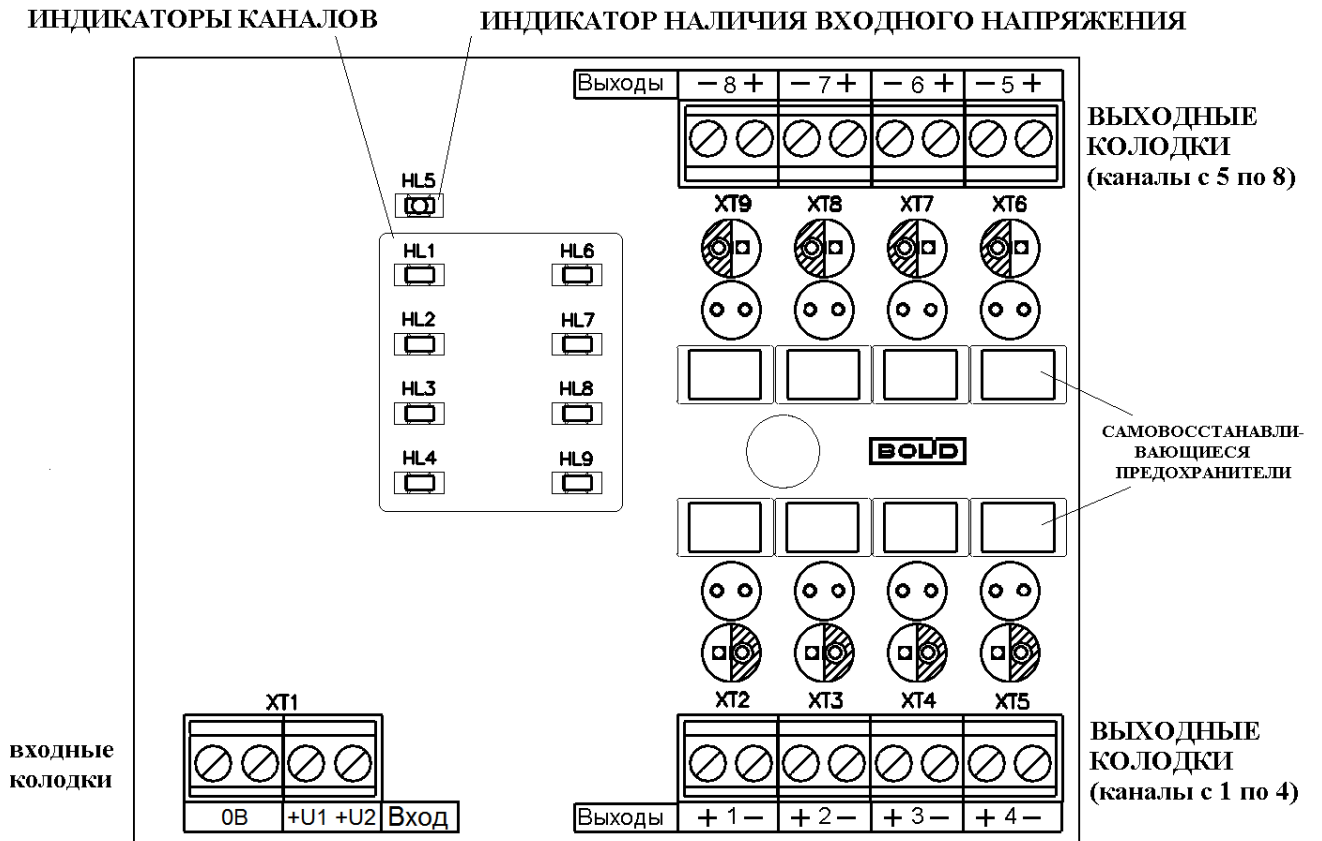 ИНДИКАТОРЫ КАНАЛОВ
ИНДИКАТОР НАЛИЧИЯ ВХОДНОГО НАПРЯЖЕНИЯ
Выходы
− 8 +
− 7 +
− 6 +
− 5 +
ВЫХОДНЫЕ
КОЛОДКИ
(каналы с 5 по 8)
XT9
XT8
XT7
XT6
HL5
HL1
HL6
HL2
HL7
HL3
HL8
HL4
HL9
BOLID
САМОВОССТАНАВЛИ-
ВАЮЩИЕСЯ
ПРЕДОХРАНИТЕЛИ
XT1
XT2
XT3
XT4
XT5
входные
колодки
0В
+U1 +U2
Вход
Выходы
+ 1 −
+ 2 −
+ 3 −
+ 4 −
ВЫХОДНЫЕ
КОЛОДКИ
(каналы с 1 по 4)